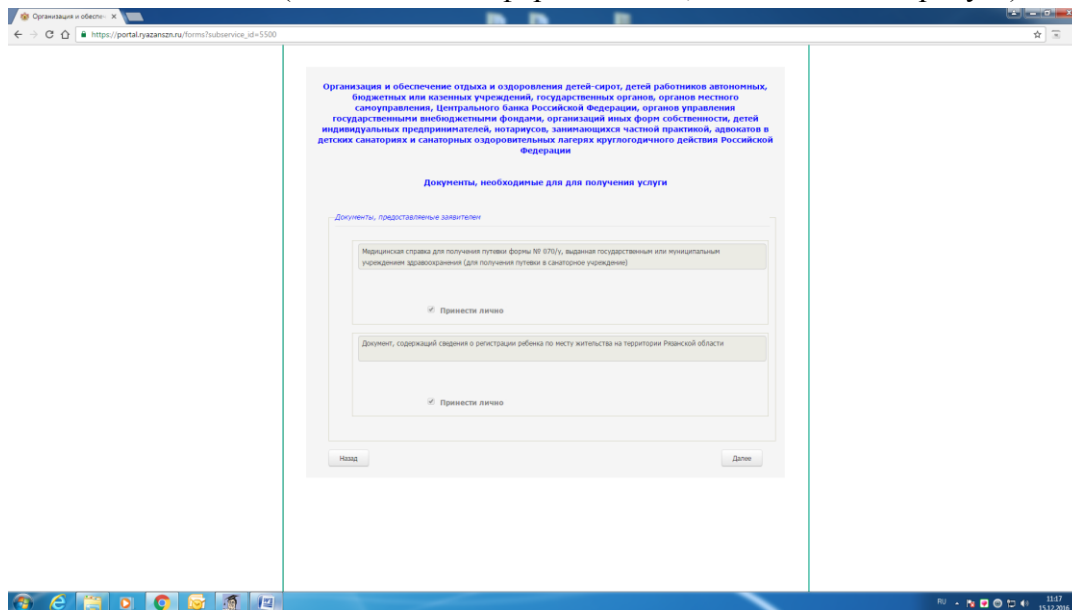 Организация и обеспеч
https://portal.ryazanszn.ru/forms?subservice_id=5500
Организация и обеспечение отдыха и оздоровления детей-сирот, детей работников автономных,
бюджетных или казенных учреждений, государственных органов, органов местного
самоуправления, Центрального банка Российской Федерации, органов управления
государственными внебюджетными фондами, организаций иных форм собственности, детей
индивидуальных предпринимателей, нотариусов, занимающихся частной практикой, адвокатов в
детских санаториях и санаторных оздоровительных лагерях круглогодичного действия Российской
Федерации
Документы, необходимые для для получения услуги
Документы, предоставляемые заявителем
Медицинская справка для получения путевки формы № 070/у, выданная государственным или муниципальным
учреждением здравоохранения (для получения путевки в санаторное учреждение)
Принести лично
Документ, содержащий сведения о регистрации ребенка по месту жительства на территории Рязанской области
Принести лично
Назад
Далее
RU
11:17
15.12.2016